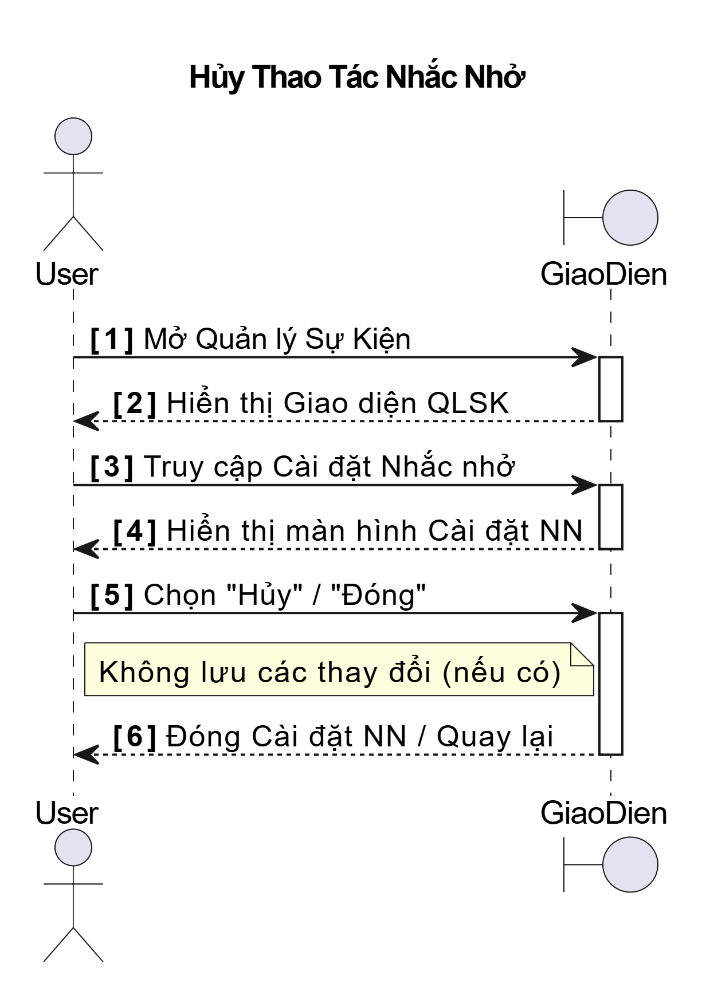 Hủy Thao Tác Nhắc Nhở
User
GiaoDien
[1] Mở Quản lý Sự Kiện
[2] Hiển thị Giao diện QLSK
[3] Truy cập Cài đặt Nhắc nhở
[4] Hiển thị màn hình Cài đặt NN
[5] Chọn "Hủy" / "Đóng"
Không lưu các thay đổi (nếu có)
[6] Đóng Cài đặt NN / Quay lại
User
GiaoDien